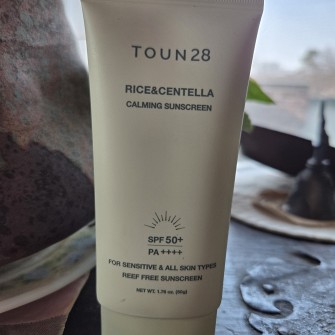 TOUN28
RICE&CENTELLA
CALMING SUNSCREEN
SPF 50+
PA ++++
FOR SENSITIVE & ALL SKIN TYPES
REEF FREE SUNSCREEN
NET WT. 1.76 oz. (50g)